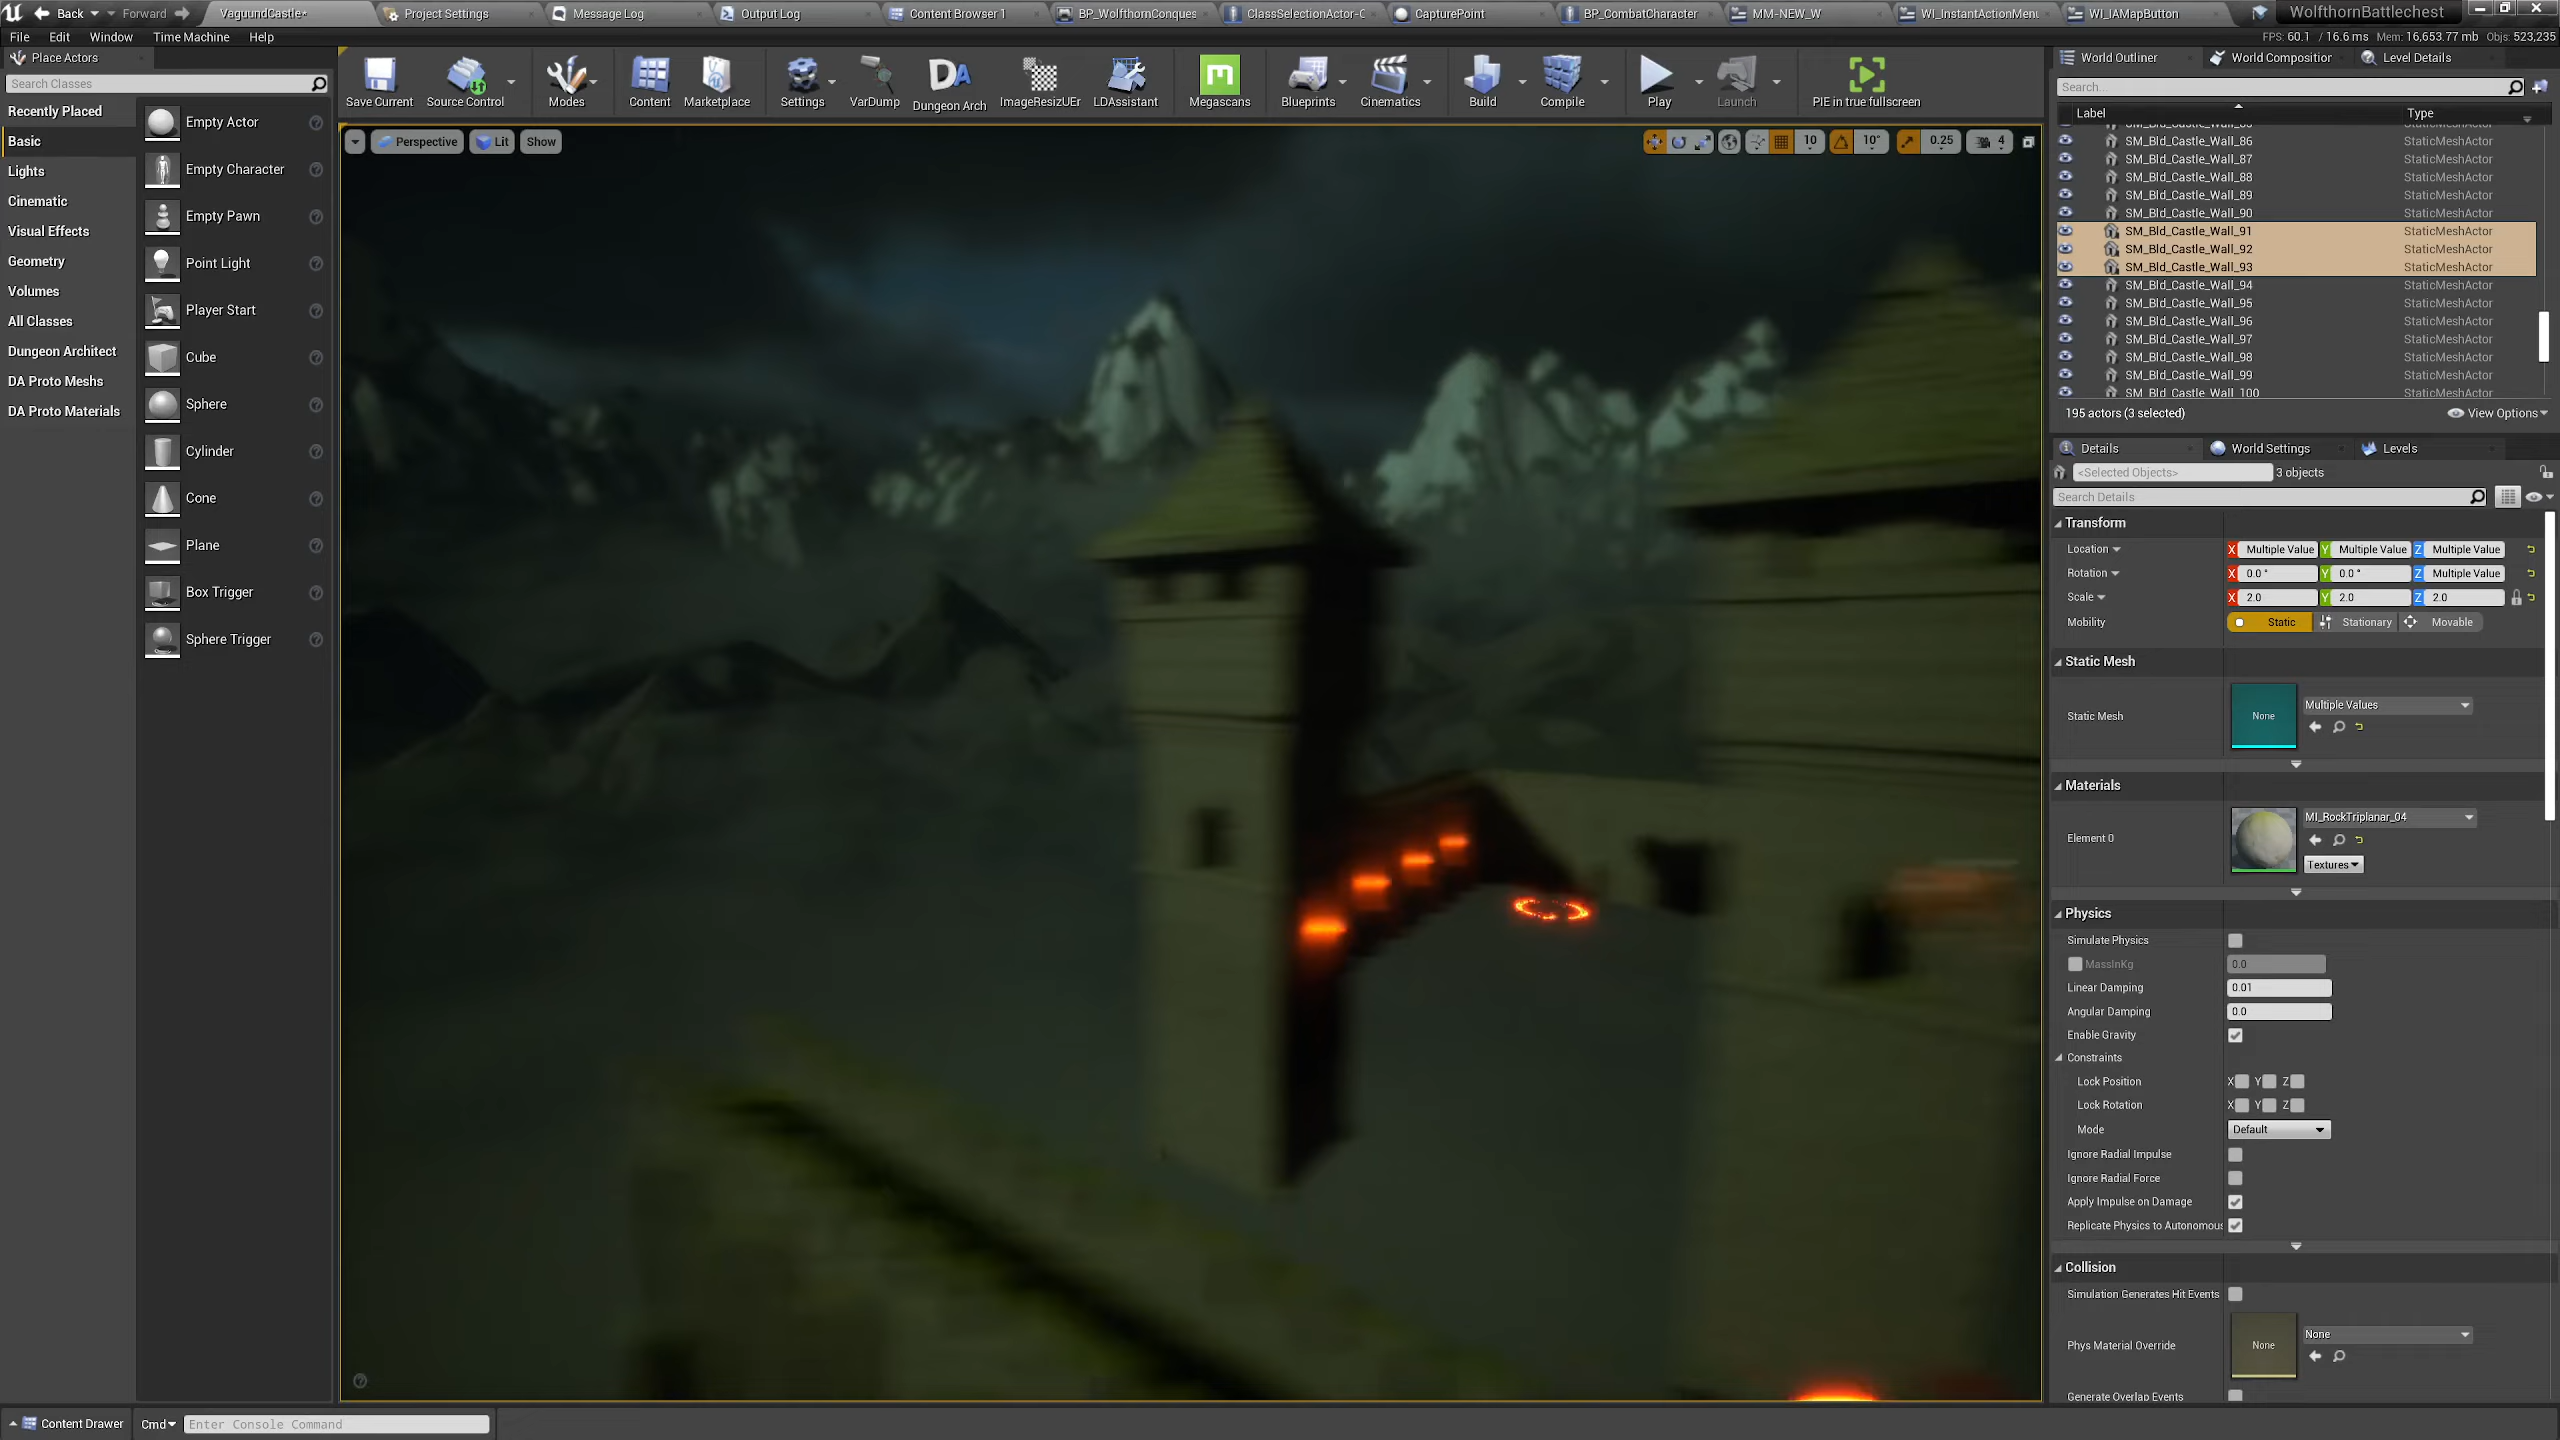 Back
Forward
VaguundCastle*
Project Settings
Message Log
Output Log
Content Browser 1
BP_WolfthornConques
ClassSelectionActor-C
CapturePoint
BP_CombatCharacter
MM-NEW_W
WI_InstantActionMenu
WI_IAMapButton
WolfthornBattlechest
File
Edit
Window
Time Machine
Help
FPS: 60.1 / 16.6 ms
Mem: 16,653.77 mb
Objs: 523,235
Place Actors
Search Classes
Recently Placed
Basic
Lights
Cinematic
Visual Effects
Geometry
Volumes
All Classes
Dungeon Architect
DA Proto Meshs
DA Proto Materials
Empty Actor
Empty Character
Empty Pawn
Point Light
Player Start
Cube
Sphere
Cylinder
Cone
Plane
Box Trigger
Sphere Trigger
Save Current
Source Control
Modes
Content
Marketplace
Settings
VarDump
DA
Dungeon Arch
ImageResizUEr
LDAssistant
Megascans
Blueprints
Cinematics
Build
Compile
Play
Launch
PIE in true fullscreen
Perspective
Lit
Show
10
10°
0.25
4
World Outliner
World Composition
Level Details
Search...
Label
Type
SM_Bld_Castle_Wall_86 StaticMeshActor
SM_Bld_Castle_Wall_87 StaticMeshActor
SM_Bld_Castle_Wall_88 StaticMeshActor
SM_Bld_Castle_Wall_89 StaticMeshActor
SM_Bld_Castle_Wall_90 StaticMeshActor
SM_Bld_Castle_Wall_91 StaticMeshActor
SM_Bld_Castle_Wall_92 StaticMeshActor
SM_Bld_Castle_Wall_93 StaticMeshActor
SM_Bld_Castle_Wall_94 StaticMeshActor
SM_Bld_Castle_Wall_95 StaticMeshActor
SM_Bld_Castle_Wall_96 StaticMeshActor
SM_Bld_Castle_Wall_97 StaticMeshActor
SM_Bld_Castle_Wall_98 StaticMeshActor
SM_Bld_Castle_Wall_99 StaticMeshActor
SM_Bld_Castle_Wall_100 StaticMeshActor
195 actors (3 selected)
View Options
Details
World Settings
Levels
<Selected Objects>
3 objects
Search Details
Transform
Location X Multiple Value Y Multiple Value Z Multiple Value
Rotation X 0.0 ° Y 0.0 ° Z Multiple Value
Scale X 2.0 Y 2.0 Z 2.0
Mobility Static Stationary Movable
Static Mesh
Static Mesh
None
Multiple Values
Materials
Element 0
MI_RockTriplanar_04
Textures
Physics
Simulate Physics
MassInKg 0.0
Linear Damping 0.01
Angular Damping 0.0
Enable Gravity
Constraints
Lock Position X Y Z
Lock Rotation X Y Z
Mode Default
Ignore Radial Impulse
Ignore Radial Force
Apply Impulse on Damage
Replicate Physics to Autonomous
Collision
Simulation Generates Hit Events
Phys Material Override
None
None
Generate Overlap Events
Content Drawer
Cmd
Enter Console Command